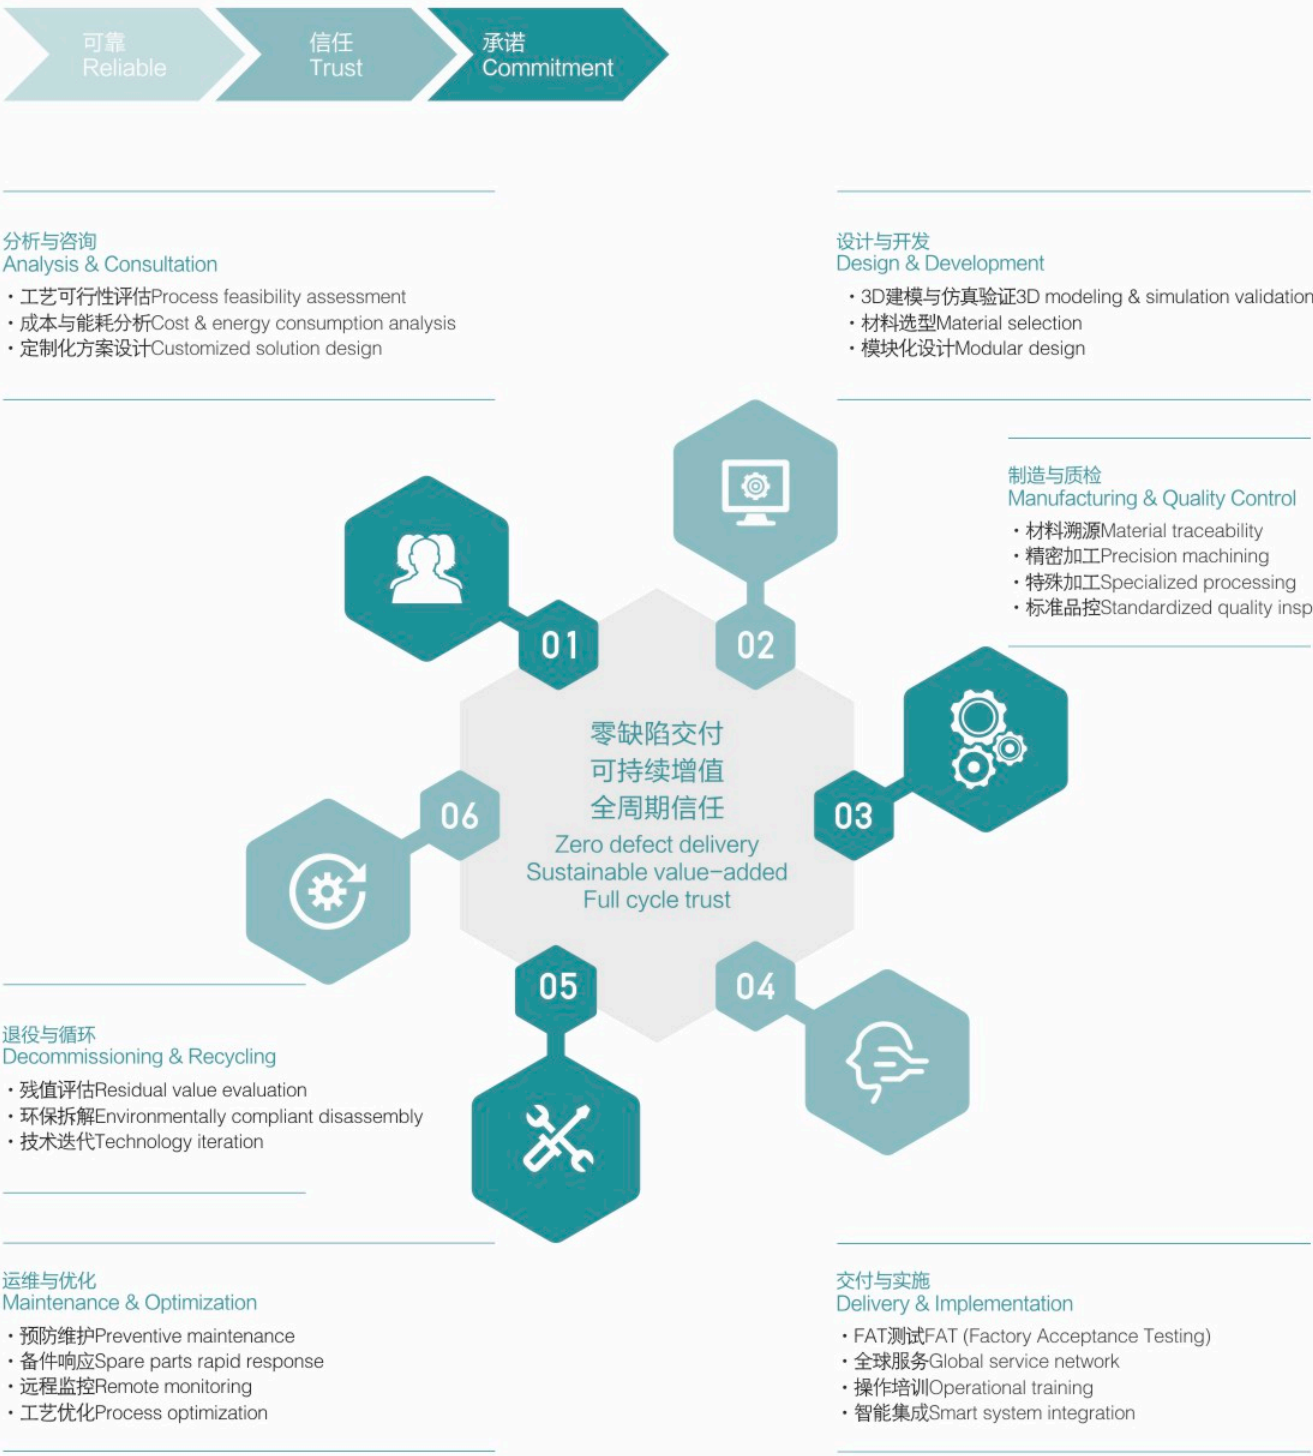 可靠
Reliable
信任
Trust
承诺
Commitment
分析与咨询
Analysis & Consultation
・工艺可行性评估Process feasibility assessment
・成本与能耗分析Cost & energy consumption analysis
・定制化方案设计Customized solution design
设计与开发
Design & Development
・3D建模与仿真验证3D modeling & simulation validation
・材料选型Material selection
・模块化设计Modular design
制造与质检
Manufacturing & Quality Control
・材料溯源Material traceability
・精密加工Precision machining
・特殊加工Specialized processing
・标准品控Standardized quality insp
01
02
03
04
05
06
零缺陷交付
可持续增值
全周期信任
Zero defect delivery
Sustainable value-added
Full cycle trust
退役与循环
Decommissioning & Recycling
・残值评估Residual value evaluation
・环保拆解Environmentally compliant disassembly
・技术迭代Technology iteration
运维与优化
Maintenance & Optimization
・预防维护Preventive maintenance
・备件响应Spare parts rapid response
・远程监控Remote monitoring
・工艺优化Process optimization
交付与实施
Delivery & Implementation
・FAT测试FAT (Factory Acceptance Testing)
・全球服务Global service network
・操作培训Operational training
・智能集成Smart system integration